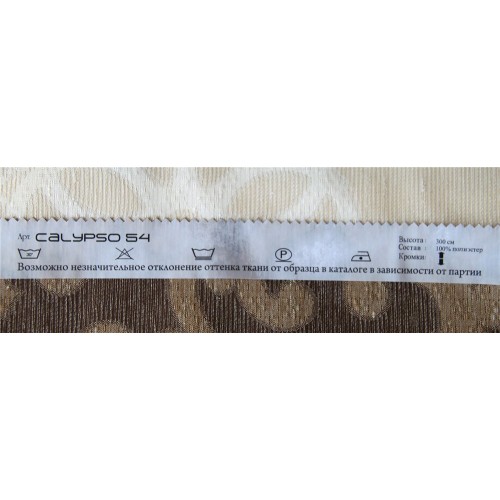 Арт. CALYPSO 54
Высота : 300 см
Состав : 100% полиэстер
Кромки :
P
Возможно незначительное отклонение оттенка ткани от образца в каталоге в зависимости от партии